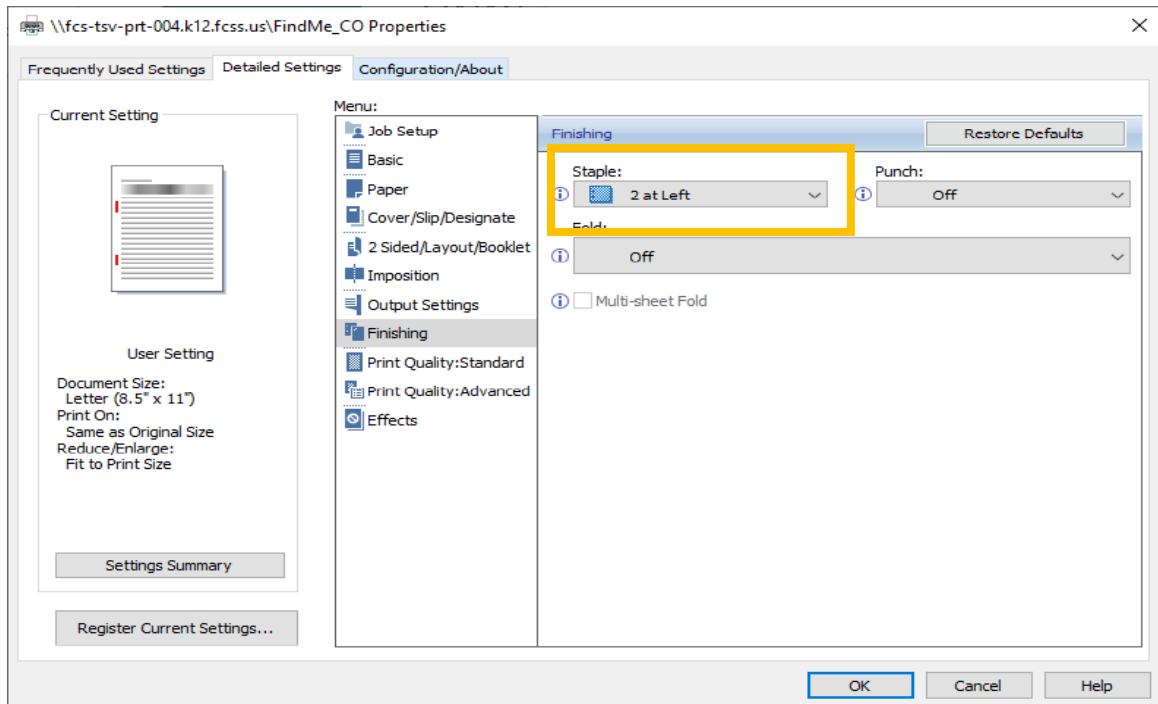 \\fcs-tsv-prt-004.k12.fcss.us\FindMe_CO Properties
Frequently Used Settings Detailed Settings Configuration/About
Current Setting
User Setting
Document Size:
Letter (8.5" x 11")
Print On:
Same as Original Size
Reduce/Enlarge:
Fit to Print Size
Settings Summary
Register Current Settings...
Menu:
Job Setup
Basic
Paper
Cover/Slip/Designate
2 Sided/Layout/Booklet
Imposition
Output Settings
Finishing
Print Quality:Standard
Print Quality:Advanced
Effects
Finishing Restore Defaults
Staple: Punch:
2 at Left Off
Fold:
Off
Multi-sheet Fold
OK Cancel Help